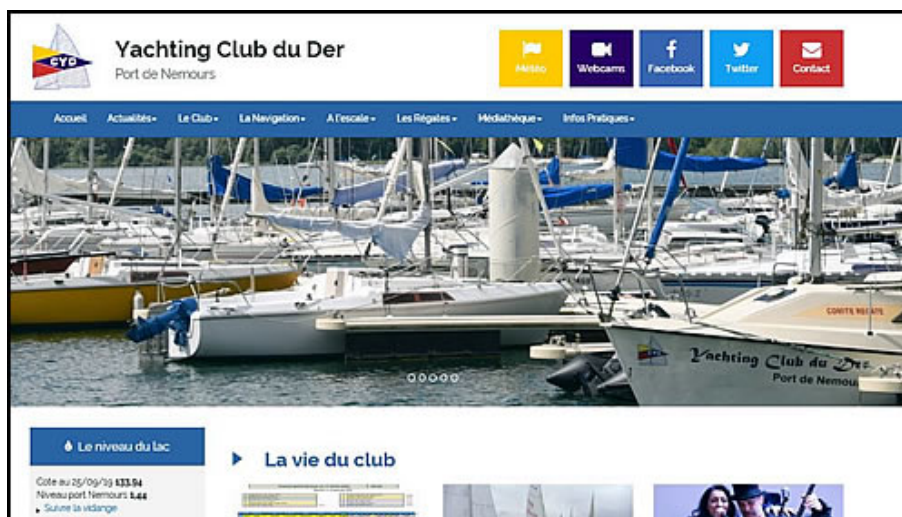 CYD
Yachting Club du Der
Port de Nemours
Météo
Webcams
Facebook
Twitter
Contact
Accueil
Actualités
Le Club
La Navigation
A l'escale
Les Régates
Médiathèque
Infos Pratiques
COMITE REGATE
Yachting Club du Der
Port de Nemou
Le niveau du lac
Cote au 25/09/19 133.94
Niveau port Nemours 1,44
Suivre la vidange
La vie du club